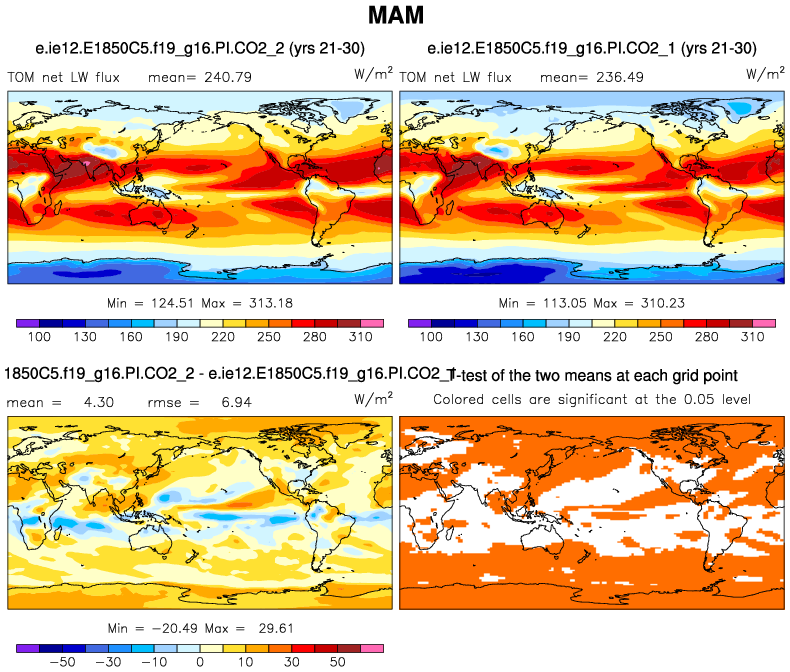 MAM
e.ie12.E1850C5.f19_g16.PI.CO2_2 (yrs 21-30)
TOM net LW flux mean= 240.79 W/m²
Min = 124.51 Max = 313.18
100 130 160 190 220 250 280 310
e.ie12.E1850C5.f19_g16.PI.CO2_1 (yrs 21-30)
TOM net LW flux mean= 236.49 W/m²
Min = 113.05 Max = 310.23
100 130 160 190 220 250 280 310
1850C5.f19_g16.PI.CO2_2 - e.ie12.E1850C5.f19_g16.PI.CO2_1
mean = 4.30 rmse = 6.94 W/m²
Min = −20.49 Max = 29.61
−50 −30 −10 0 10 30 50
T-test of the two means at each grid point
Colored cells are significant at the 0.05 level